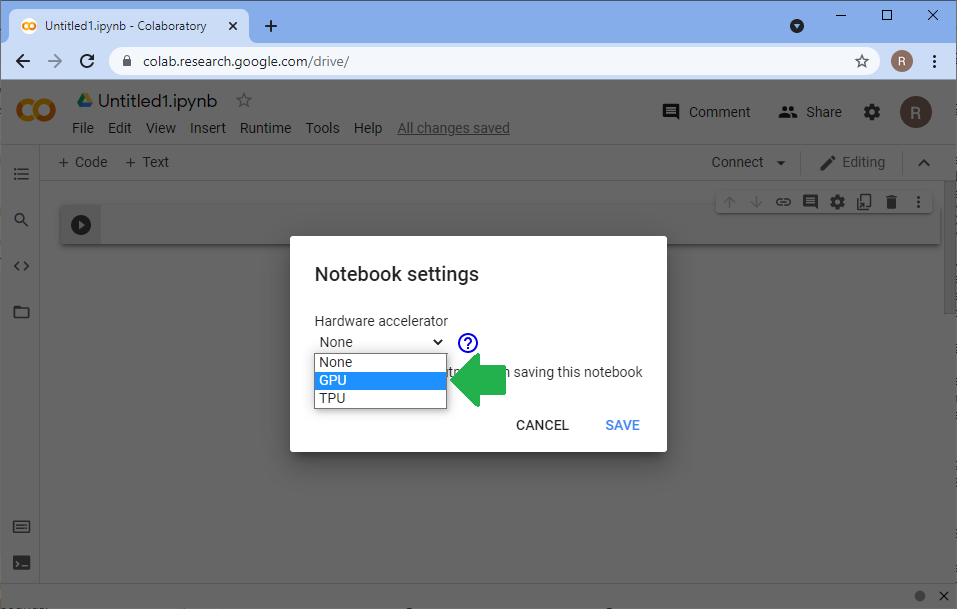 Untitled1.ipynb - Colaboratory
colab.research.google.com/drive/
R
Untitled1.ipynb
Comment
Share
R
File Edit View Insert Runtime Tools Help All changes saved
+ Code + Text
Connect
Editing
Notebook settings
Hardware accelerator
None
?
None
GPU
TPU
saving this notebook
CANCEL
SAVE